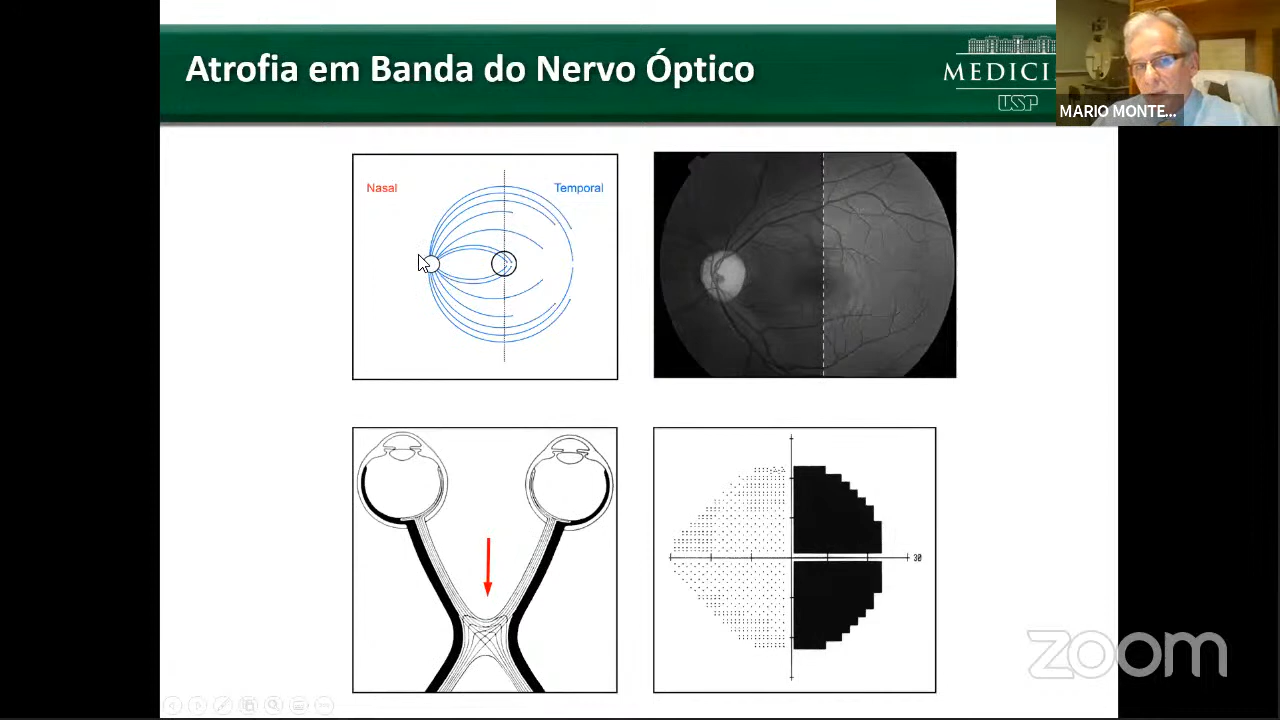 Atrofia em Banda do Nervo Óptico
MEDICI
USP
MARIO MONTE...
Nasal
Temporal
30
zoom